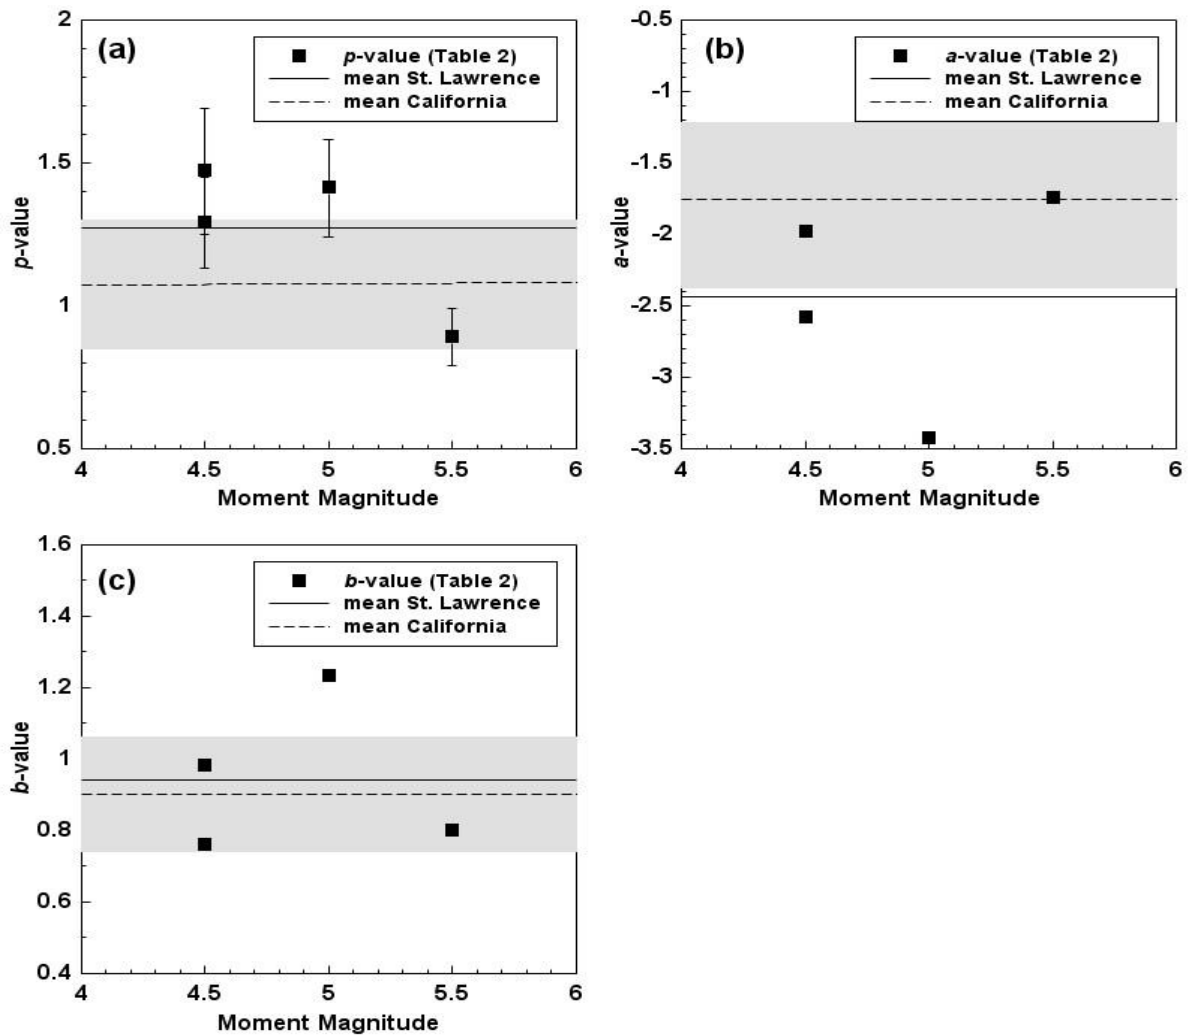 (a)
p-value (Table 2)
mean St. Lawrence
mean California
2
1.5
1
0.5
p-value
4 4.5 5 5.5 6
Moment Magnitude
(b)
a-value (Table 2)
mean St. Lawrence
mean California
-0.5
-1
-1.5
-2
-2.5
-3
-3.5
a-value
4 4.5 5 5.5 6
Moment Magnitude
(c)
b-value (Table 2)
mean St. Lawrence
mean California
1.6
1.4
1.2
1
0.8
0.6
0.4
b-value
4 4.5 5 5.5 6
Moment Magnitude